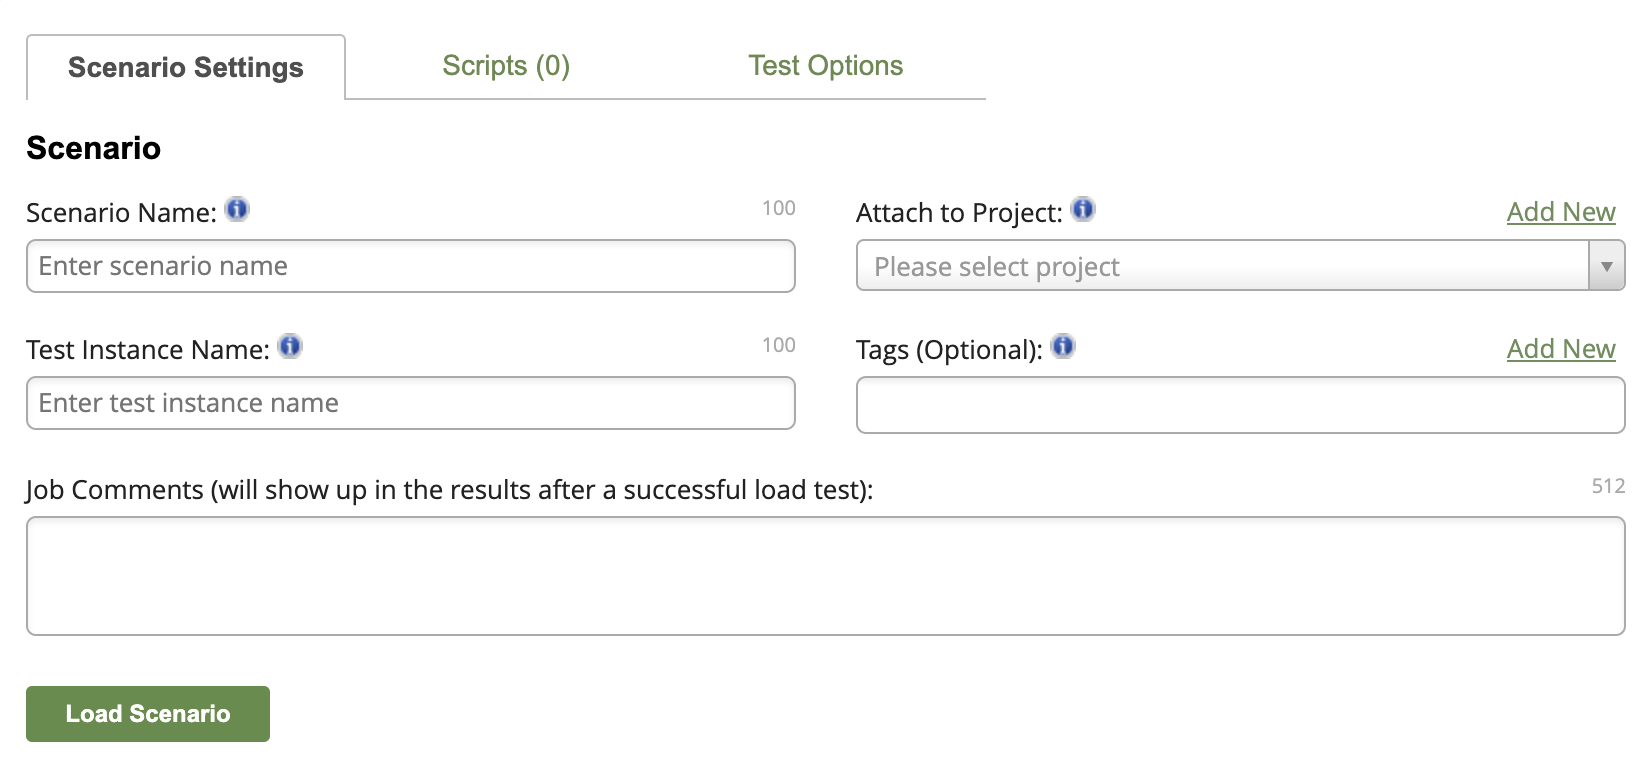 Scenario Settings Scripts (0) Test Options
Scenario
Scenario Name: 100
Enter scenario name
Attach to Project: Add New
Please select project
Test Instance Name: 100
Enter test instance name
Tags (Optional): Add New
Job Comments (will show up in the results after a successful load test): 512
Load Scenario